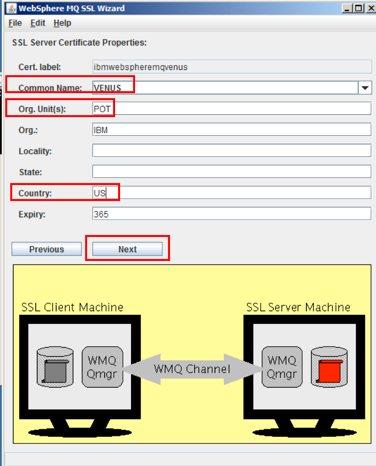 WebSphere MQ SSL Wizard
File Edit Help
SSL Server Certificate Properties:
Cert. label: ibmwebspheremqvenus
Common Name: VENUS
Org. Unit(s): POT
Org.: IBM
Locality:
State:
Country: US
Expiry: 365
Previous Next
SSL Client Machine SSL Server Machine
WMQ Qmgr WMQ Channel WMQ Qmgr